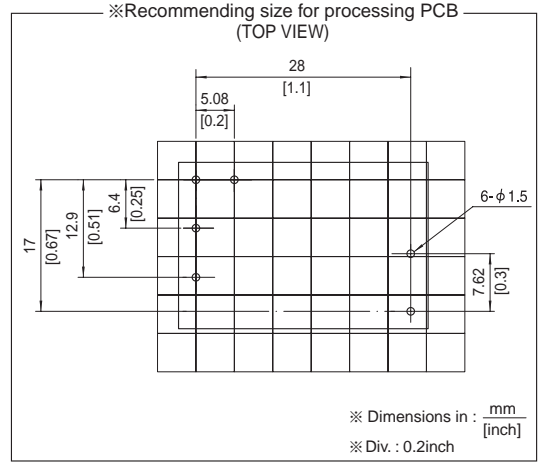 ※Recommending size for processing PCB
(TOP VIEW)
28
[1.1]
5.08
[0.2]
17
[0.67]
12.9
[0.51]
6.4
[0.25]
6-ϕ1.5
7.62
[0.3]
※ Dimensions in : mm
[inch]
※Div. : 0.2inch